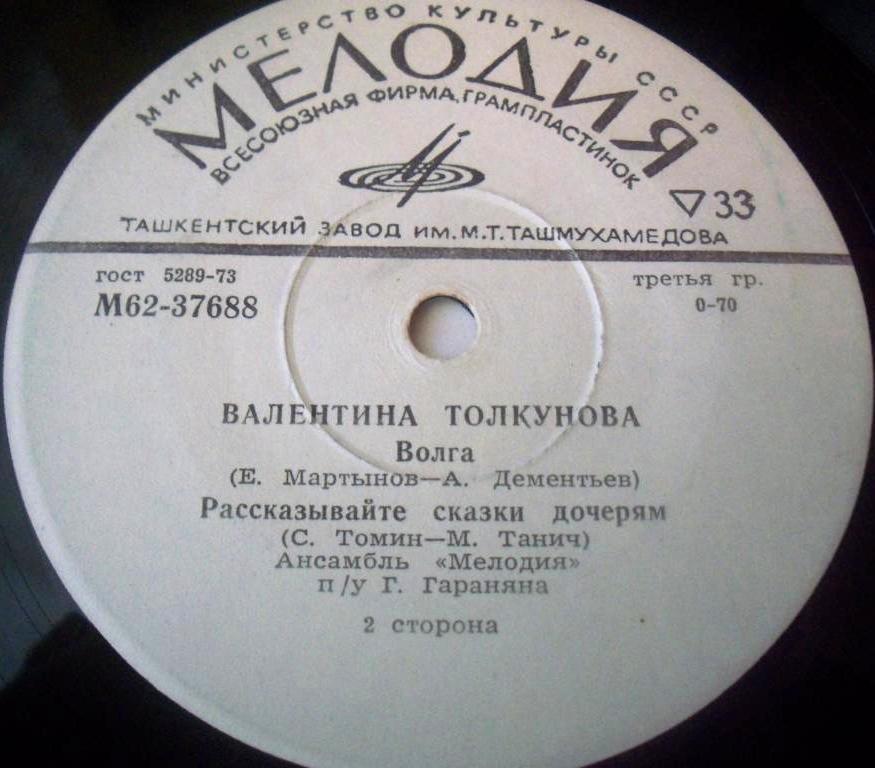 МИНИСТЕРСТВО КУЛЬТУРЫ СССР
МЕЛОДИЯ
ВСЕСОЮЗНАЯ ФИРМА ГРАМПЛАСТИНОК
33
ТАШКЕНТСКИЙ ЗАВОД ИМ. М.Т. ТАШМУХАМЕДОВА
гост 5289-73
третья гр.
М62-37688
0-70
ВАЛЕНТИНА ТОЛКУНОВА
Волга
(Е. Мартынов—А. Дементьев)
Рассказывайте сказки дочерям
(С. Томин—М. Танич)
Ансамбль «Мелодия»
п/у Г. Гараняна
2 сторона